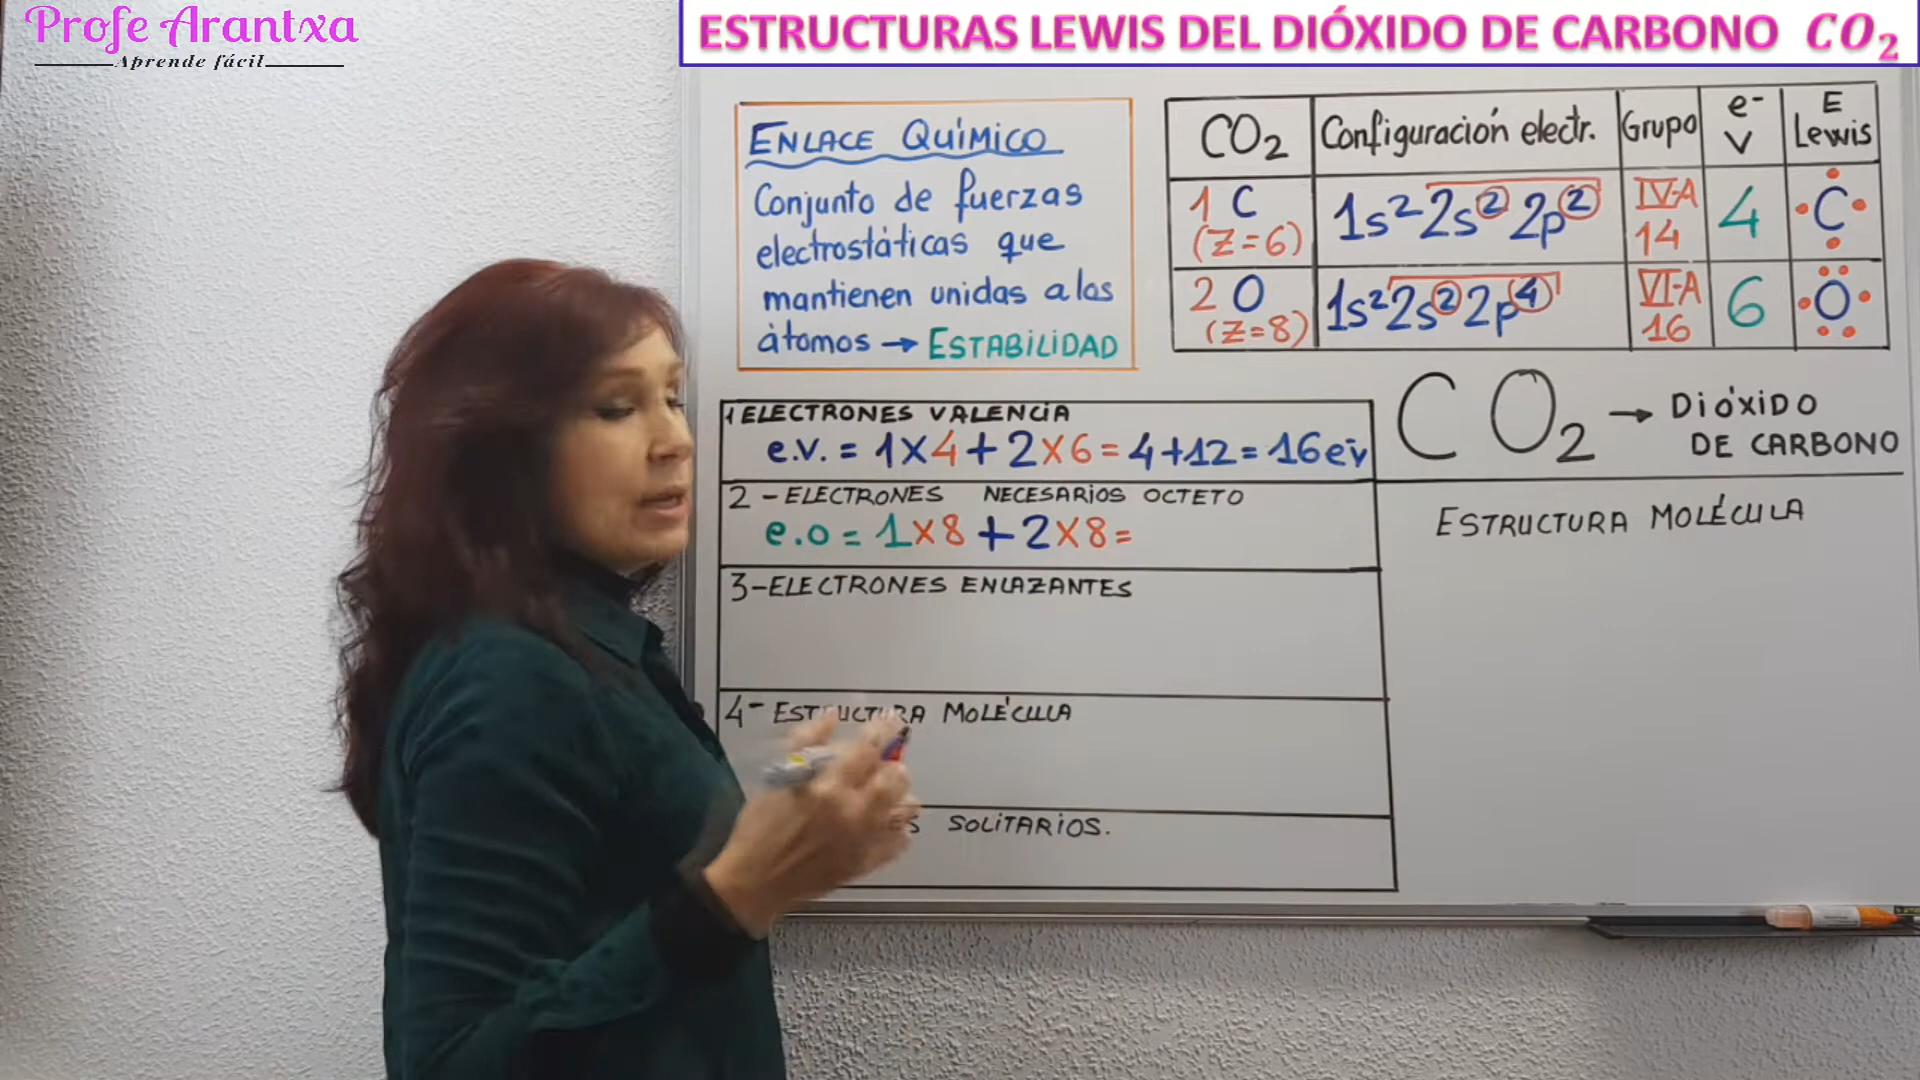 Profe Arantxa
Aprende fácil
ESTRUCTURAS LEWIS DEL DIÓXIDO DE CARBONO CO₂
ENLACE QUÍMICO
Conjunto de fuerzas
electrostáticas que
mantienen unidas a los
átomos → ESTABILIDAD
CO₂ Configuración electr. Grupo e⁻ V E Lewis
1 C (Z=6) 1s² 2s² 2p² IV-A 14 4 C
2 O (Z=8) 1s² 2s² 2p⁴ VI-A 16 6 O
CO₂ → DIÓXIDO
DE CARBONO
1 ELECTRONES VALENCIA
e.v. = 1X4 + 2X6 = 4+12 = 16 e⁻v
2 - ELECTRONES NECESARIOS OCTETO
e.o = 1X8 + 2X8 =
3-ELECTRONES ENLAZANTES
4- ESTRUCTURA MOLÉCULA
SOLITARIOS.
ESTRUCTURA MOLÉCULA